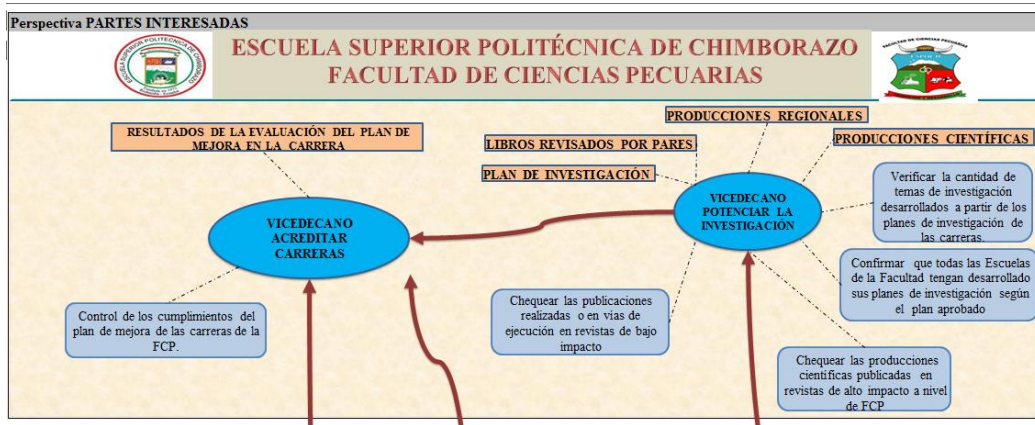 Perspectiva PARTES INTERESADAS
ESCUELA SUPERIOR POLITÉCNICA DE CHIMBORAZO
FACULTAD DE CIENCIAS PECUARIAS
RESULTADOS DE LA EVALUACIÓN DEL PLAN DE
MEJORA EN LA CARRERA
PRODUCCIONES REGIONALES
LIBROS REVISADOS POR PARES
PRODUCCIONES CIENTÍFICAS
PLAN DE INVESTIGACIÓN
VICEDECANO
ACREDITAR
CARRERAS
VICEDECANO
POTENCIAR LA
INVESTIGACIÓN
Verificar la cantidad de
temas de investigación
desarrollados a partir de los
planes de investigación de
las carreras.
Confirmar que todas las Escuelas
de la Facultad tengan desarrollado
sus planes de investigación según
el plan aprobado
Control de los cumplimientos del
plan de mejora de las carreras de la
FCP.
Chequear las publicaciones
realizadas o en vias de
ejecución en revistas de bajo
impacto
Chequear las producciones
científicas publicadas en
revistas de alto impacto a nivel
de FCP